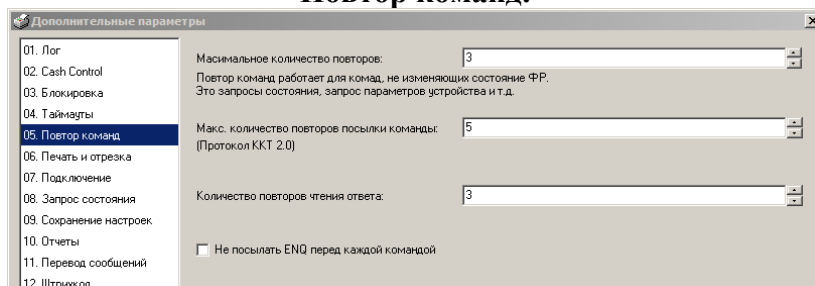 Повтор команд.
Дополнительные параметры
01. Лог
02. Cash Control
03. Блокировка
04. Таймауты
05. Повтор команд
06. Печать и отрезка
07. Подключение
08. Запрос состояния
09. Сохранение настроек
10. Отчеты
11. Перевод сообщений
12. Штрихкод
Масимальное количество повторов:
3
Повтор команд работает для комад, не изменяющих состояние ФР.
Это запросы состояния, запрос параметров устройства и т.д.
Макс. количество повторов посылки команды:
5
(Протокол ККТ 2.0)
Количество повторов чтения ответа:
3
Не посылать ENQ перед каждой командой